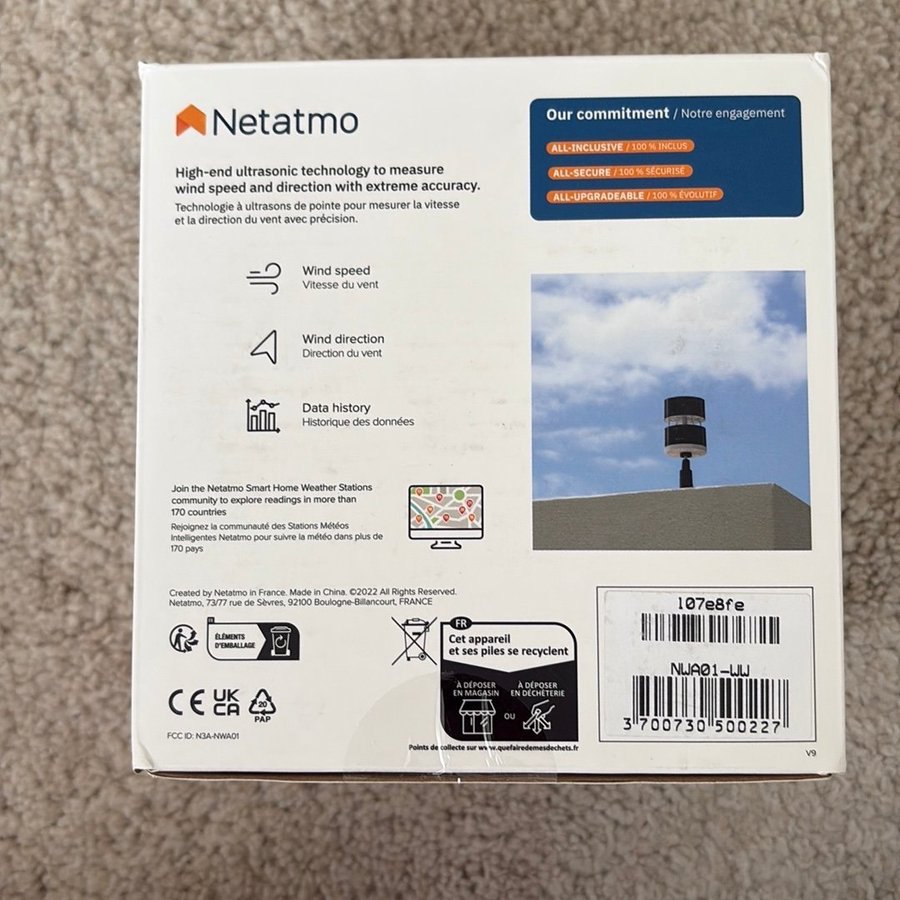 Netatmo
High-end ultrasonic technology to measure
wind speed and direction with extreme accuracy.
Technologie à ultrasons de pointe pour mesurer la vitesse
et la direction du vent avec précision.
Our commitment / Notre engagement
ALL-INCLUSIVE / 100 % INCLUS
ALL-SECURE / 100 % SÉCURISÉ
ALL-UPGRADEABLE / 100 % ÉVOLUTIF
Wind speed
Vitesse du vent
Wind direction
Direction du vent
Data history
Historique des données
Join the Netatmo Smart Home Weather Stations
community to explore readings in more than
170 countries
Rejoignez la communauté des Stations Météos
Intelligentes Netatmo pour suivre la météo dans plus de
170 pays
Created by Netatmo in France. Made in China. ©2022 All Rights Reserved.
Netatmo, 73/77 rue de Sèvres, 92100 Boulogne-Billancourt, FRANCE
ÉLÉMENTS
D'EMBALLAGE
FR
Cet appareil
et ses piles se recyclent
À DÉPOSER
EN MAGASIN
OU
À DÉPOSER
EN DÉCHÈTERIE
Points de collecte sur www.quefairedemesdechets.fr
CE
UK
CA
20
PAP
FCC ID: N3A-NWA01
107e8fe
NWA01-WW
3 700730 500227
V9